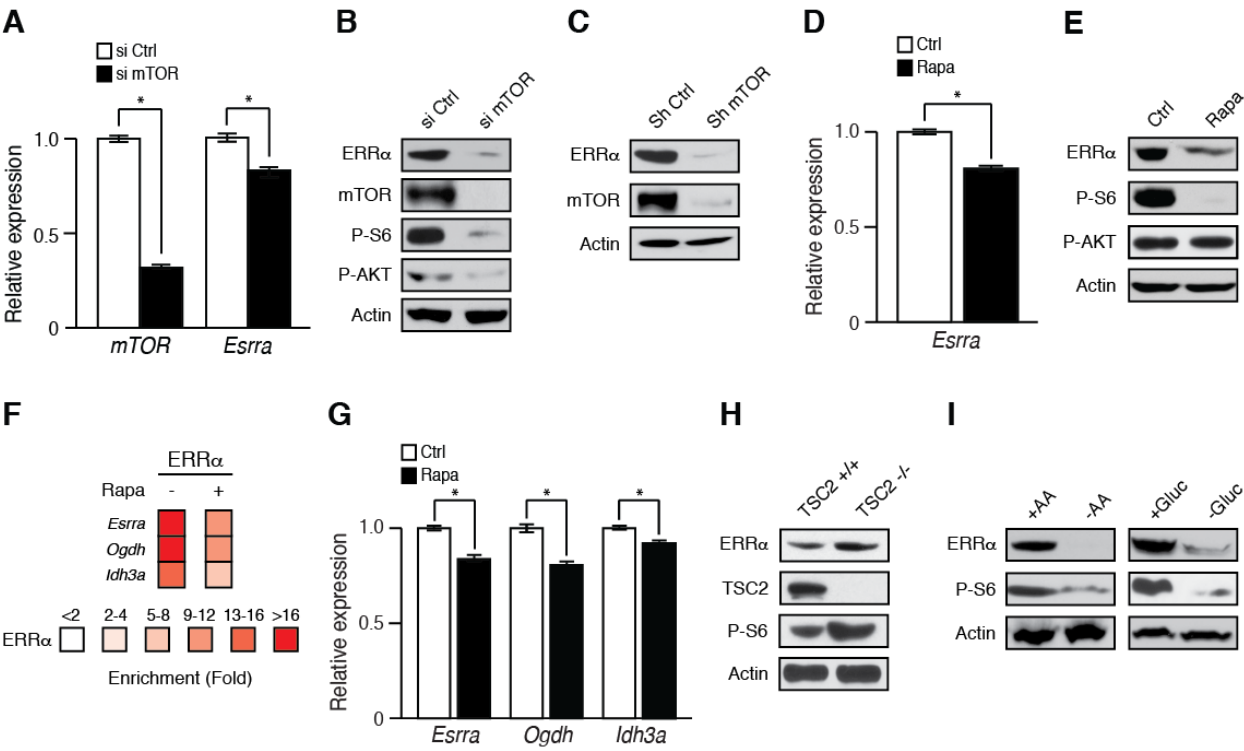 A
si Ctrl
si mTOR
*
*
Relative expression
1.0
0.5
0
mTOR
Esrra
B
si Ctrl
si mTOR
ERRα
mTOR
P-S6
P-AKT
Actin
C
Sh Ctrl
Sh mTOR
ERRα
mTOR
Actin
D
Ctrl
Rapa
*
Relative expression
1.0
0.5
0
Esrra
E
Ctrl
Rapa
ERRα
P-S6
P-AKT
Actin
F
ERRα
Rapa - +
Esrra
Ogdh
Idh3a
<2 2-4 5-8 9-12 13-16 >16
ERRα
Enrichment (Fold)
G
Ctrl
Rapa
*
*
*
Relative expression
1.0
0.5
0
Esrra
Ogdh
Idh3a
H
TSC2 +/+
TSC2 -/-
ERRα
TSC2
P-S6
Actin
I
+AA
-AA
+Gluc
-Gluc
ERRα
P-S6
Actin